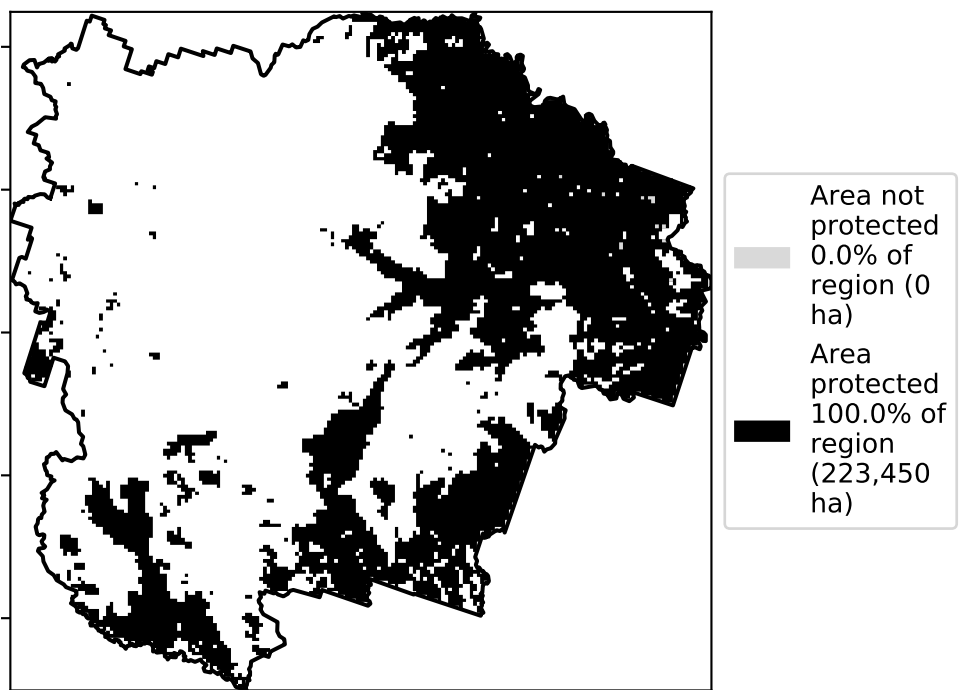 Area not
protected
0.0% of
region (0
ha)
Area
protected
100.0% of
region
(223,450
ha)